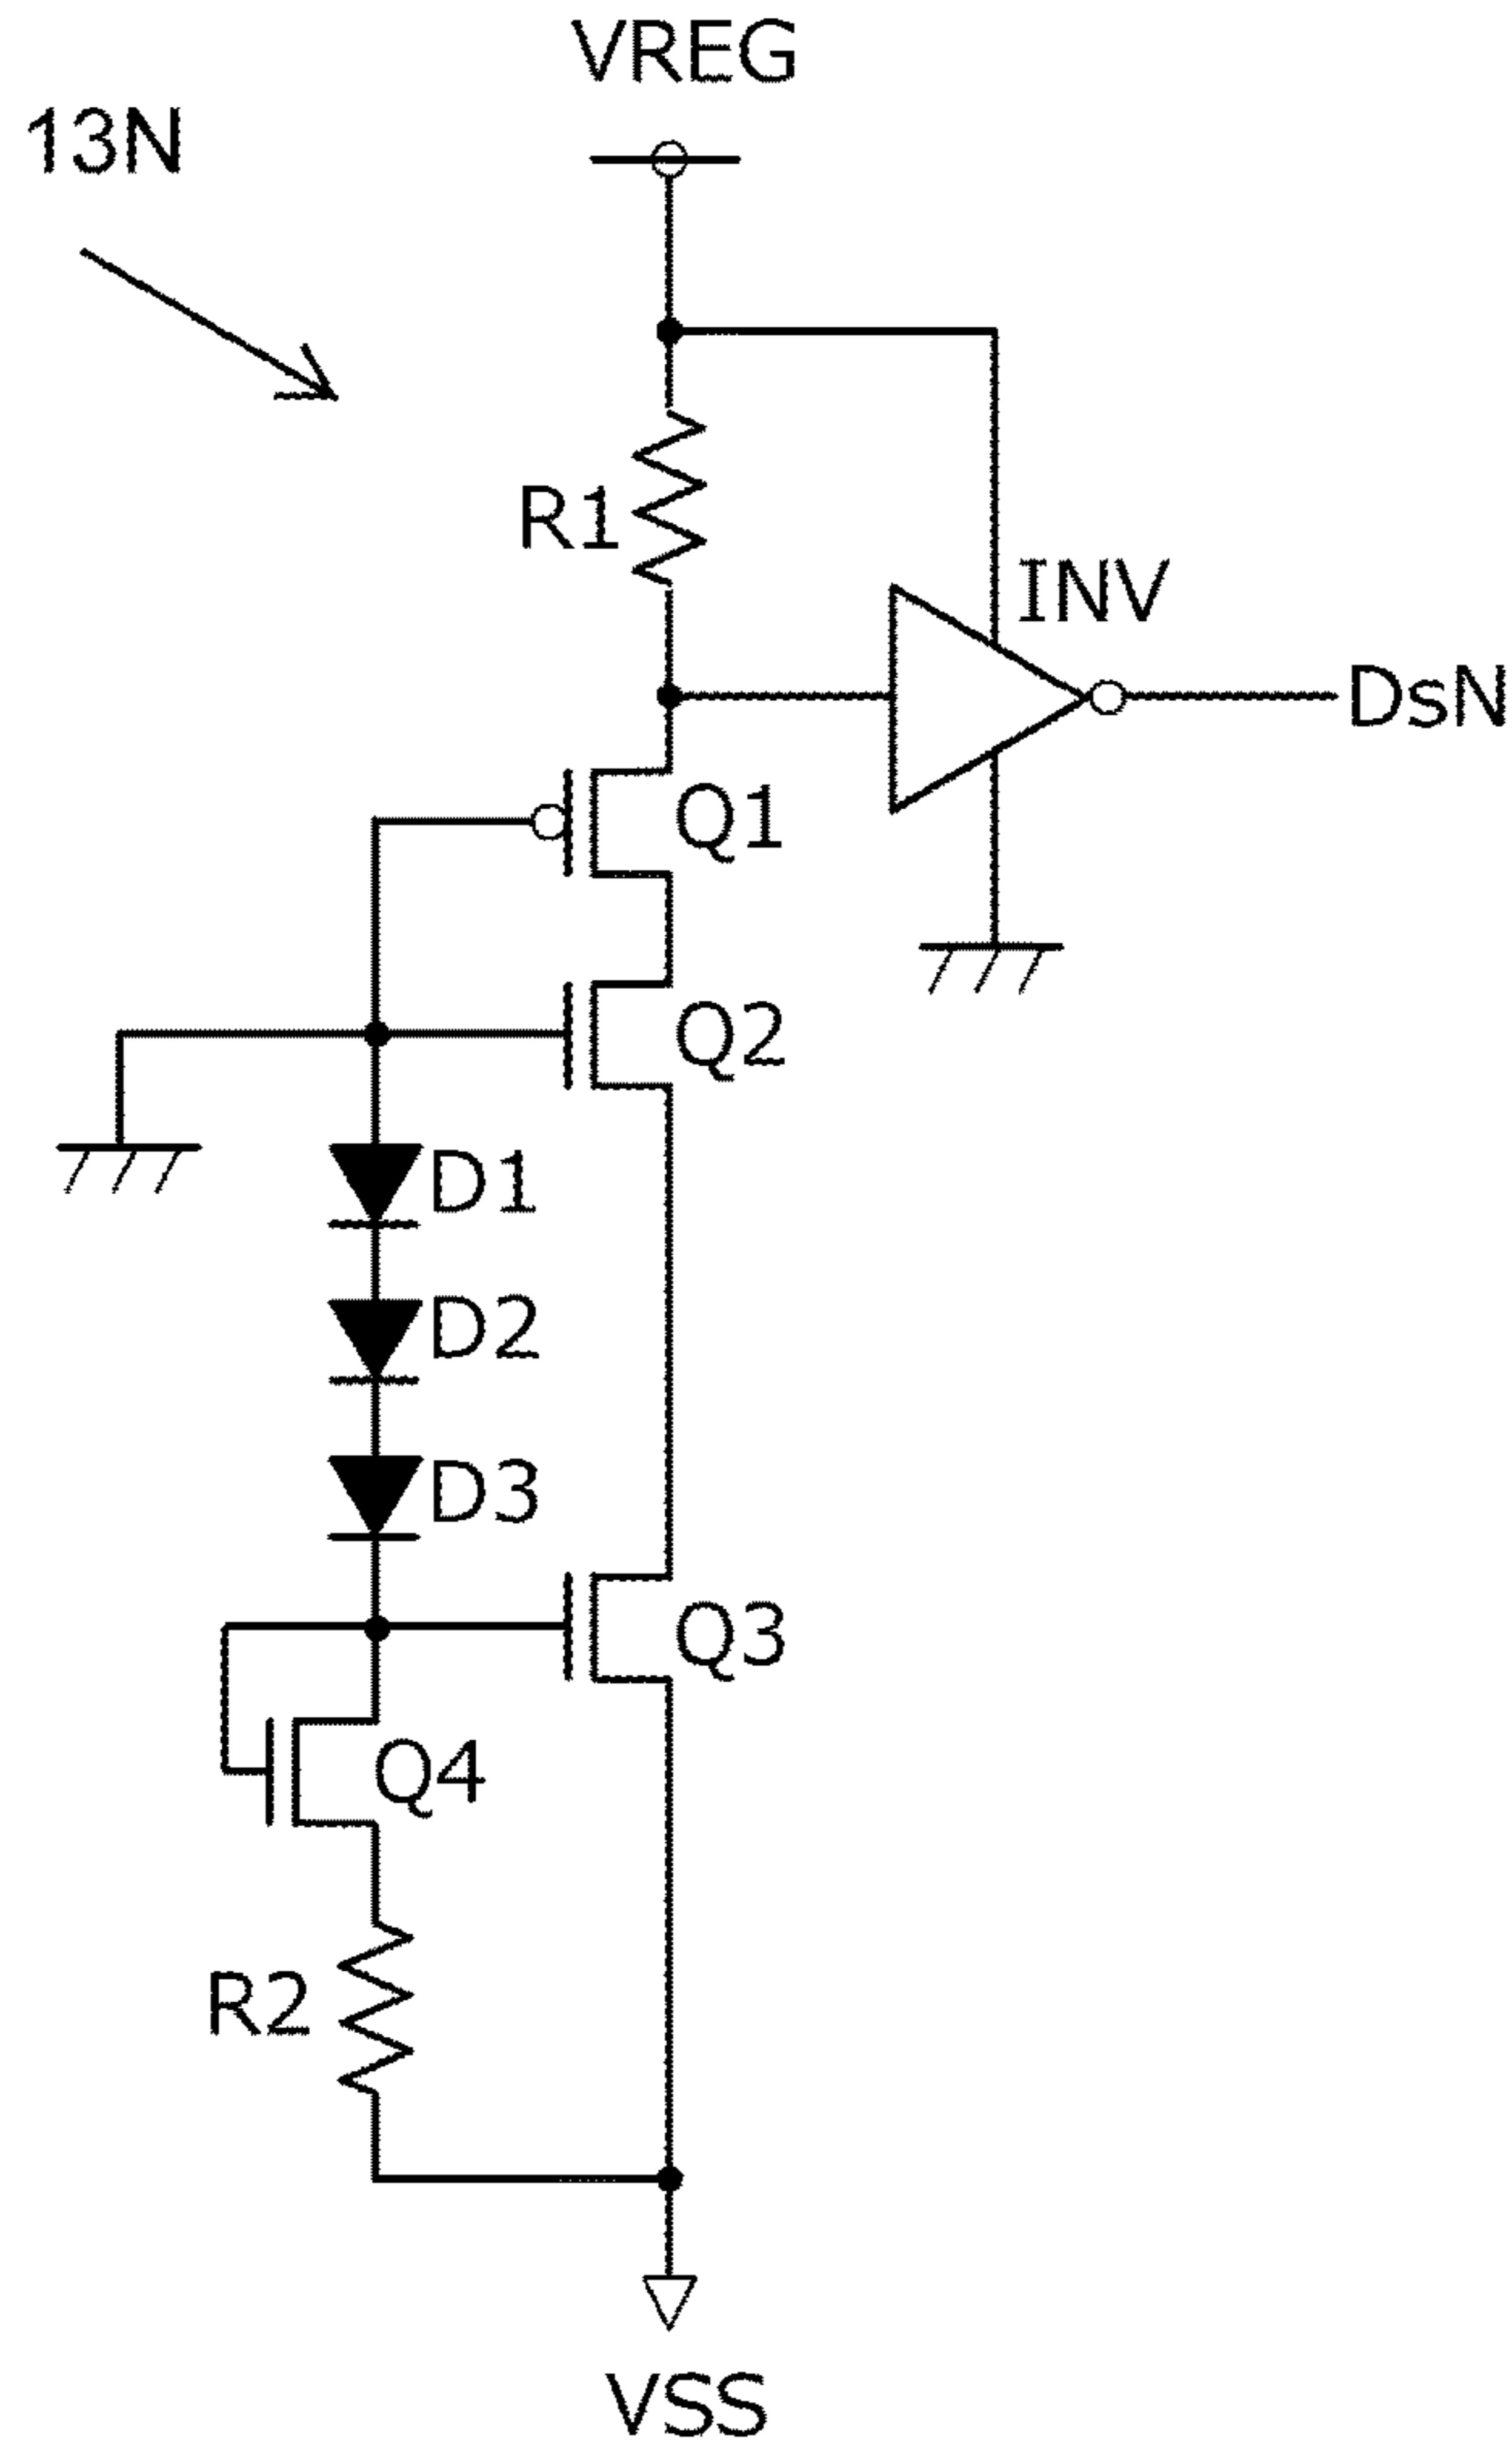 VREG
13N
R1
INV
DsN
Q1
Q2
D1
D2
D3
Q3
Q4
R2
VSS